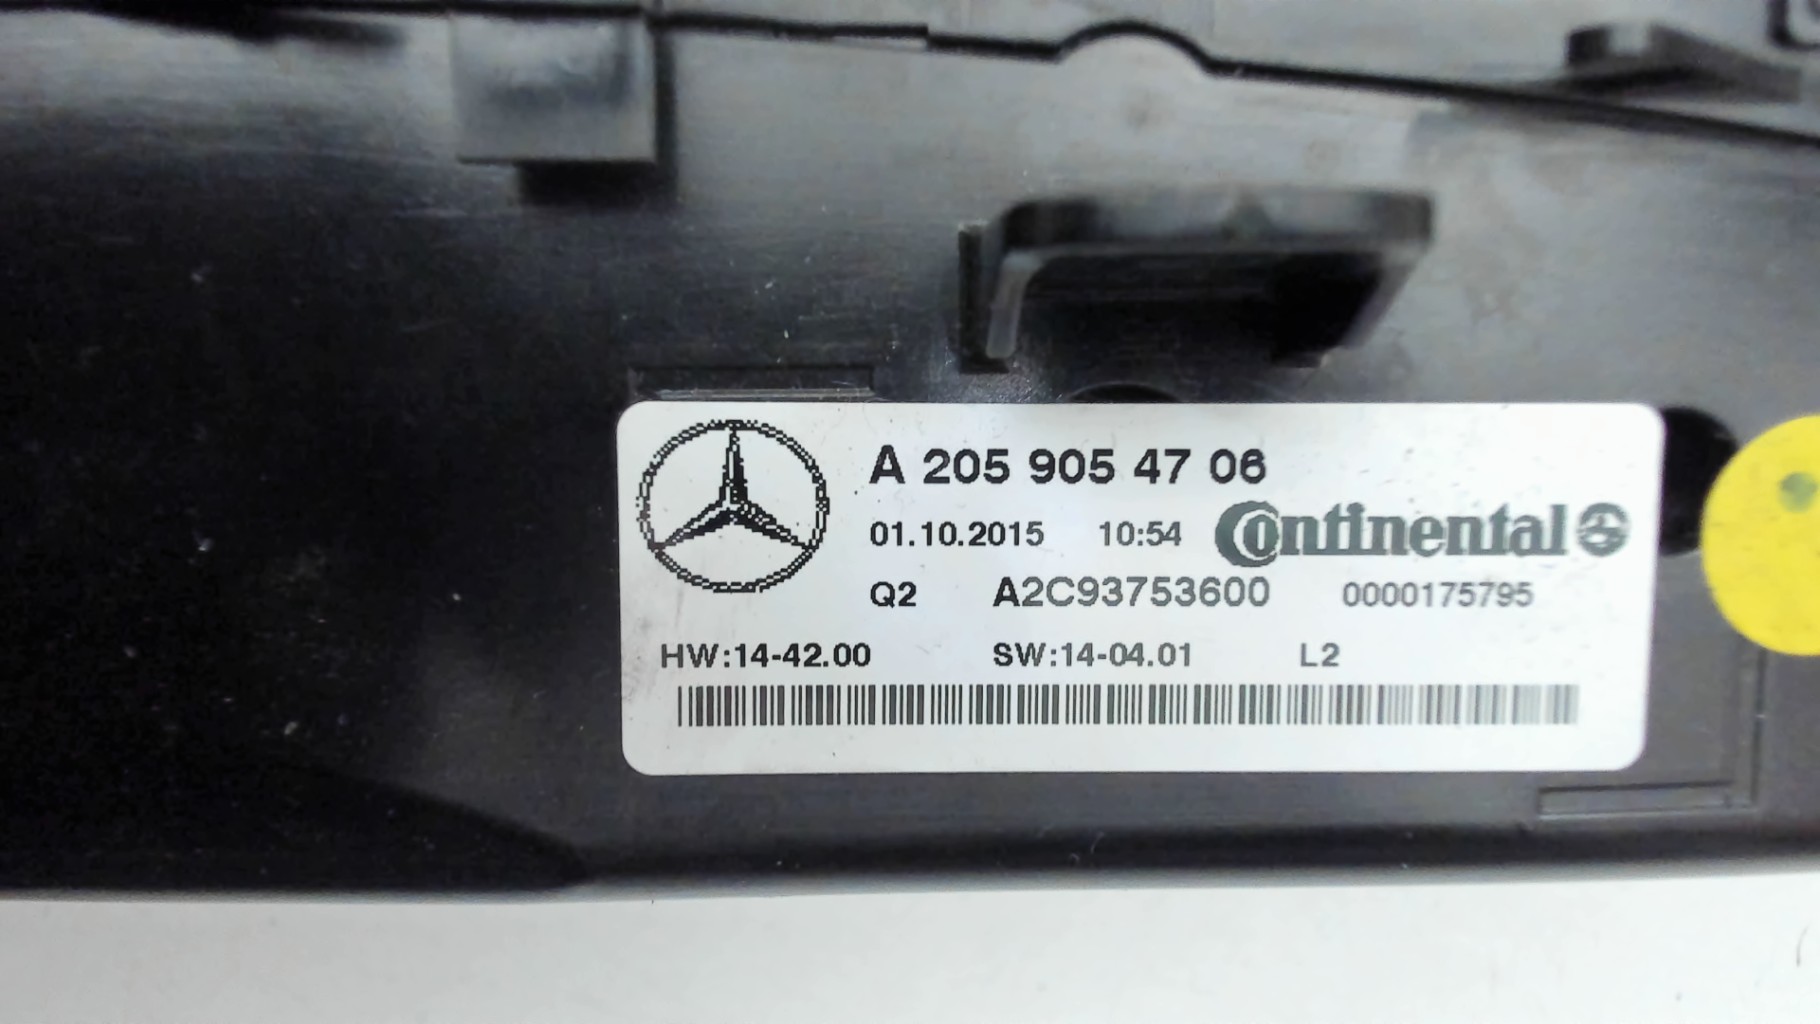 A 205 905 47 06
01.10.2015 10:54 Continental
Q2 A2C93753600 0000175795
HW:14-42.00 SW:14-04.01 L2